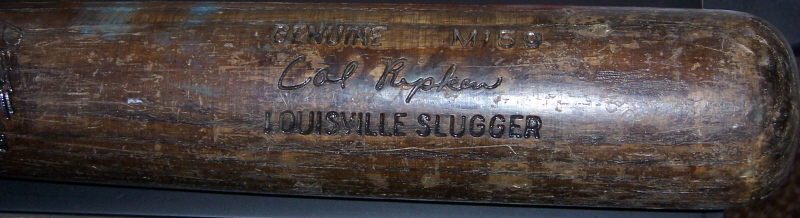 GENUINE M159
Cal Ripken
LOUISVILLE SLUGGER